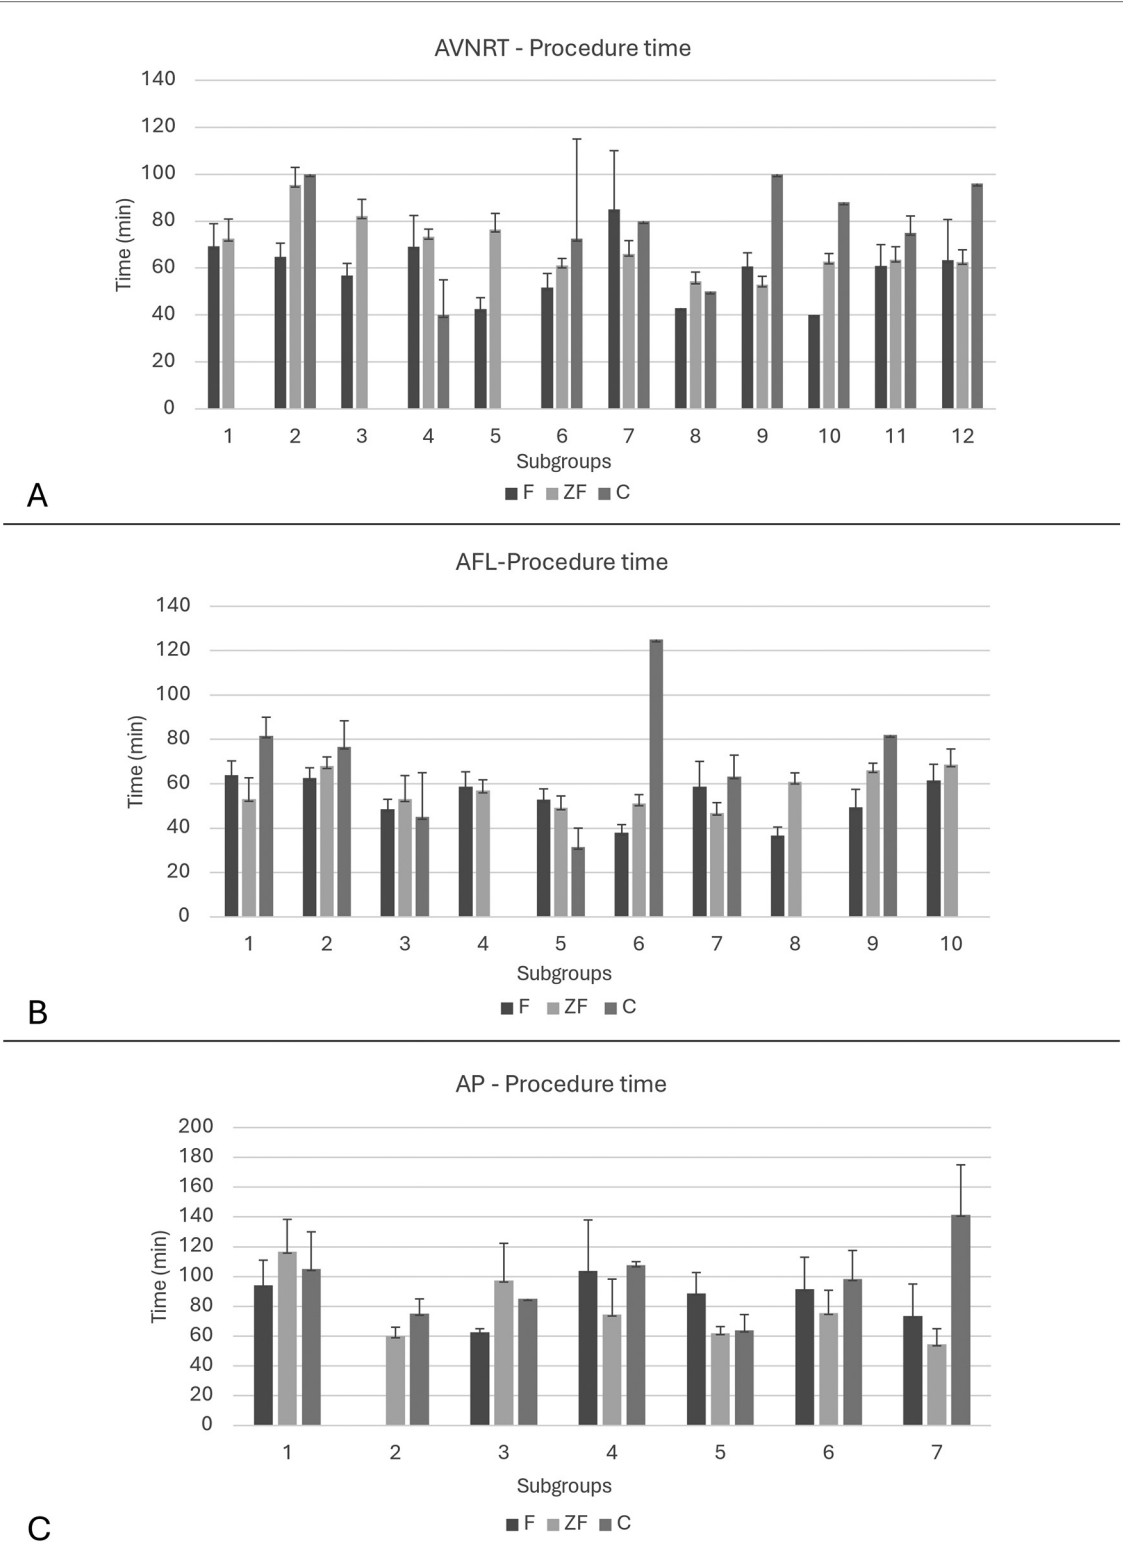 AVNRT - Procedure time
140
120
100
80
60
40
20
0
Time (min)
1 2 3 4 5 6 7 8 9 10 11 12
Subgroups
F ZF C
A
AFL-Procedure time
140
120
100
80
60
40
20
0
Time (min)
1 2 3 4 5 6 7 8 9 10
Subgroups
F ZF C
B
AP - Procedure time
200
180
160
140
120
100
80
60
40
20
0
Time (min)
1 2 3 4 5 6 7
Subgroups
F ZF C
C